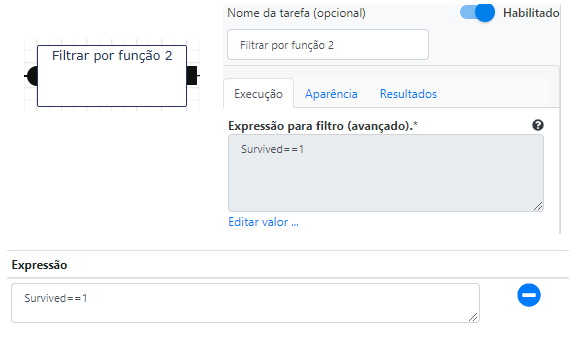 Filtrar por função 2
Nome da tarefa (opcional)
Habilitado
Filtrar por função 2
Execução
Aparência
Resultados
Expressão para filtro (avançado).*
Survived==1
Editar valor ...
Expressão
Survived==1